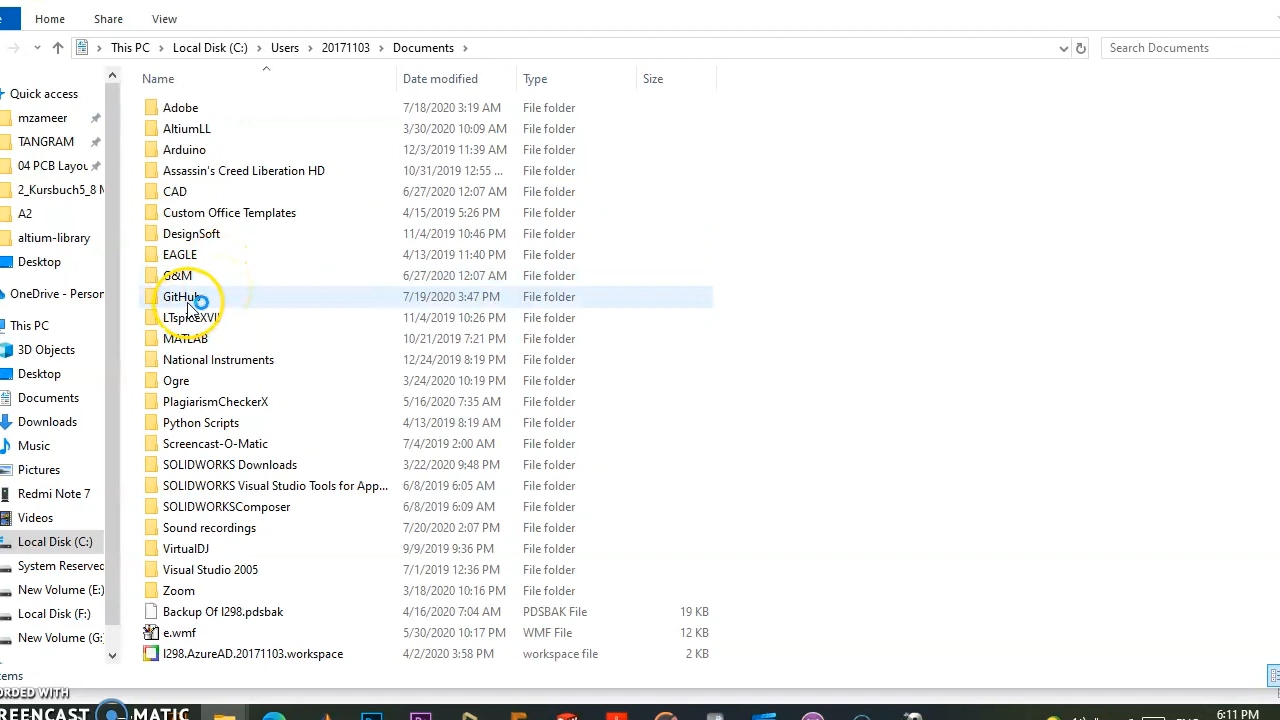 Home Share View
This PC Local Disk (C:) Users 20171103 Documents
Search Documents
Name Date modified Type Size
Quick access
mzameer
TANGRAM
04 PCB Layou
2_Kursbuch5_8 M
A2
altium-library
Desktop
OneDrive - Person
This PC
3D Objects
Desktop
Documents
Downloads
Music
Pictures
Redmi Note 7
Videos
Local Disk (C:)
System Reserved
New Volume (E:)
Local Disk (F:)
New Volume (G:
Adobe 7/18/2020 3:19 AM File folder
AltiumLL 3/30/2020 10:09 AM File folder
Arduino 12/3/2019 11:39 AM File folder
Assassin's Creed Liberation HD 10/31/2019 12:55 ... File folder
CAD 6/27/2020 12:07 AM File folder
Custom Office Templates 4/15/2019 5:26 PM File folder
DesignSoft 11/4/2019 10:46 PM File folder
EAGLE 4/13/2019 11:40 PM File folder
G&M 6/27/2020 12:07 AM File folder
GitHub 7/19/2020 3:47 PM File folder
LTspiceXVII 11/4/2019 10:26 PM File folder
MATLAB 10/21/2019 7:21 PM File folder
National Instruments 12/24/2019 8:19 PM File folder
Ogre 3/24/2020 10:19 PM File folder
PlagiarismCheckerX 5/16/2020 7:35 AM File folder
Python Scripts 4/13/2019 8:19 AM File folder
Screencast-O-Matic 7/4/2019 2:00 AM File folder
SOLIDWORKS Downloads 3/22/2020 9:48 PM File folder
SOLIDWORKS Visual Studio Tools for App... 6/8/2019 6:05 AM File folder
SOLIDWORKSComposer 6/8/2019 6:09 AM File folder
Sound recordings 7/20/2020 2:07 PM File folder
VirtualDJ 9/9/2019 9:36 PM File folder
Visual Studio 2005 7/1/2019 12:36 PM File folder
Zoom 3/18/2020 10:16 PM File folder
Backup Of I298.pdsbak 4/16/2020 7:04 AM PDSBAK File 19 KB
e.wmf 5/30/2020 10:17 PM WMF File 12 KB
I298.AzureAD.20171103.workspace 4/2/2020 3:58 PM workspace file 2 KB
tems
ORDED WITH
CREENCAST MATIC
6:11 PM